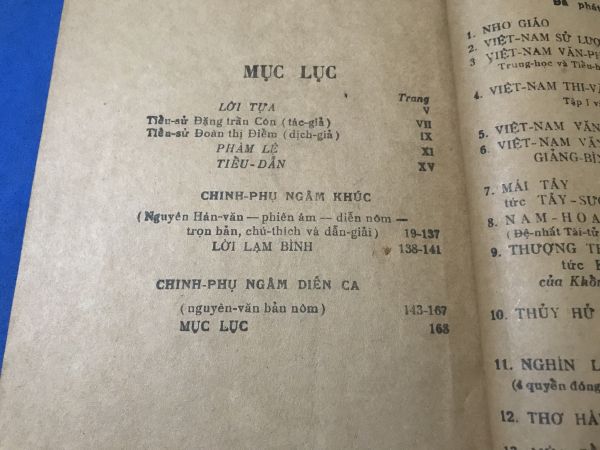 MỤC LỤC
Trang
LỜI TỰA V
Tiểu-sử Đặng trần Côn (tác-giả) VII
Tiểu-sử Đoàn thị Điểm (dịch-giả) IX
PHÀM LÊ XI
TIỂU-DẪN XV
CHINH-PHỤ NGÂM KHÚC
(Nguyên Hán-văn — phiên âm — diễn nôm —
trọn bản, chú-thích và dẫn-giải) 19-137
LỜI LẠM BÌNH 138-141
CHINH-PHỤ NGÂM DIỄN CA
(nguyên-văn bản nôm) 143-167
MỤC LỤC 168
Đã phát
1. NHO GIÁO
2. VIỆT-NAM SỬ LƯỢ
3 VIỆT-NAM VĂN-PH
Trung-học và Tiểu-h
4. VIỆT-NAM THI-VĂ
Tập I v
5. VIỆT-NAM VĂN
6. VIỆT-NAM VĂN
GIẢNG-BÌN
7. MÁI TÂY
tức TÂY-SƯƠ
8. NAM-HOA
(Đệ-nhất Tài-tử
9. THƯỢNG TH
tức
của Khổn
10. THỦY HỬ
11. NGHÌN L
(4 quyển đóng
12. THƠ HÀ